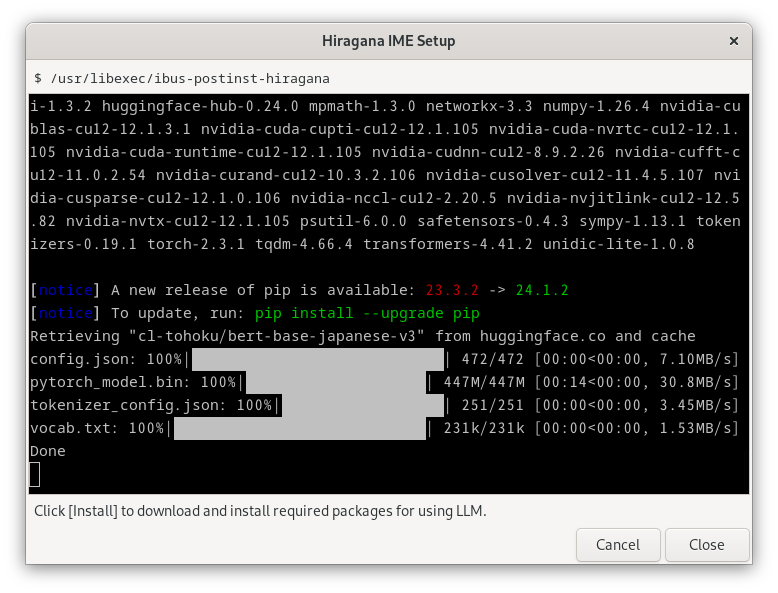 Hiragana IME Setup
×
$ /usr/libexec/ibus-postinst-hiragana
i-1.3.2 huggingface-hub-0.24.0 mpmath-1.3.0 networkx-3.3 numpy-1.26.4 nvidia-cu
blas-cu12-12.1.3.1 nvidia-cuda-cupti-cu12-12.1.105 nvidia-cuda-nvrtc-cu12-12.1.
105 nvidia-cuda-runtime-cu12-12.1.105 nvidia-cudnn-cu12-8.9.2.26 nvidia-cufft-c
u12-11.0.2.54 nvidia-curand-cu12-10.3.2.106 nvidia-cusolver-cu12-11.4.5.107 nvi
dia-cusparse-cu12-12.1.0.106 nvidia-nccl-cu12-2.20.5 nvidia-nvjitlink-cu12-12.5
.82 nvidia-nvtx-cu12-12.1.105 psutil-6.0.0 safetensors-0.4.3 sympy-1.13.1 token
izers-0.19.1 torch-2.3.1 tqdm-4.66.4 transformers-4.41.2 unidic-lite-1.0.8
[notice] A new release of pip is available: 23.3.2 -> 24.1.2
[notice] To update, run: pip install --upgrade pip
Retrieving "cl-tohoku/bert-base-japanese-v3" from huggingface.co and cache
config.json: 100%| | 472/472 [00:00<00:00, 7.10MB/s]
pytorch_model.bin: 100%| | 447M/447M [00:14<00:00, 30.8MB/s]
tokenizer_config.json: 100%| | 251/251 [00:00<00:00, 3.45MB/s]
vocab.txt: 100%| | 231k/231k [00:00<00:00, 1.53MB/s]
Done
Click [Install] to download and install required packages for using LLM.
Cancel
Close